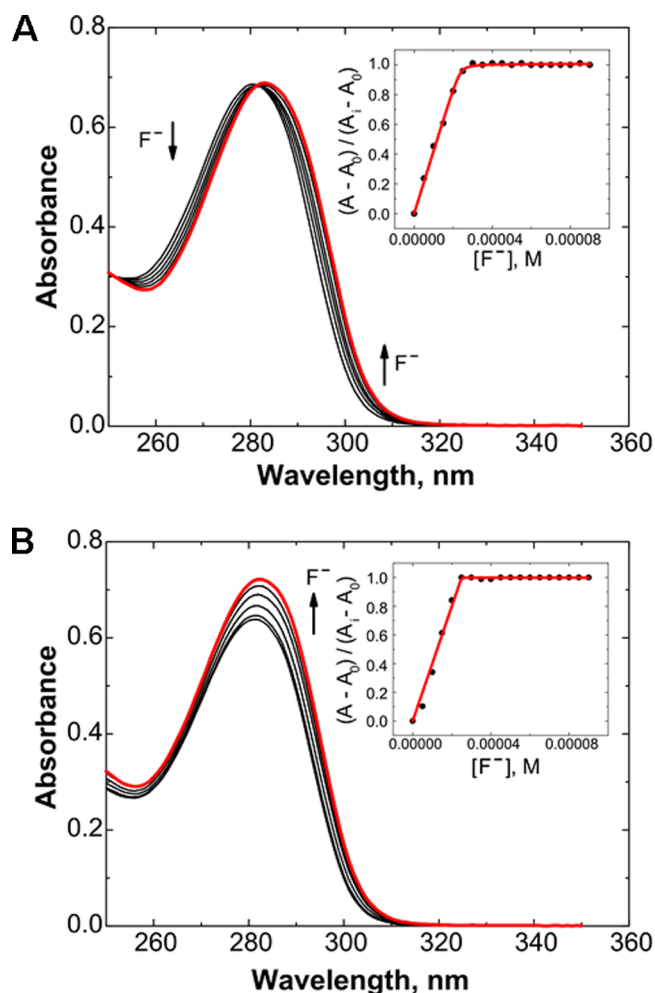 A
0.8
0.6
0.4
0.2
0.0
Absorbance
260 280 300 320 340 360
Wavelength, nm
F⁻
F⁻
(A - A₀) / (Aᵢ - A₀)
1.0
0.8
0.6
0.4
0.2
0.0
0.00000 0.00004 0.00008
[F⁻], M
B
0.8
0.6
0.4
0.2
0.0
Absorbance
260 280 300 320 340 360
Wavelength, nm
F⁻
(A - A₀) / (Aᵢ - A₀)
1.0
0.8
0.6
0.4
0.2
0.0
0.00000 0.00004 0.00008
[F⁻], M